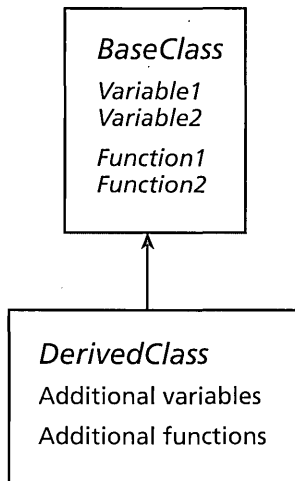 BaseClass
Variable1
Variable2
Function1
Function2
DerivedClass
Additional variables
Additional functions